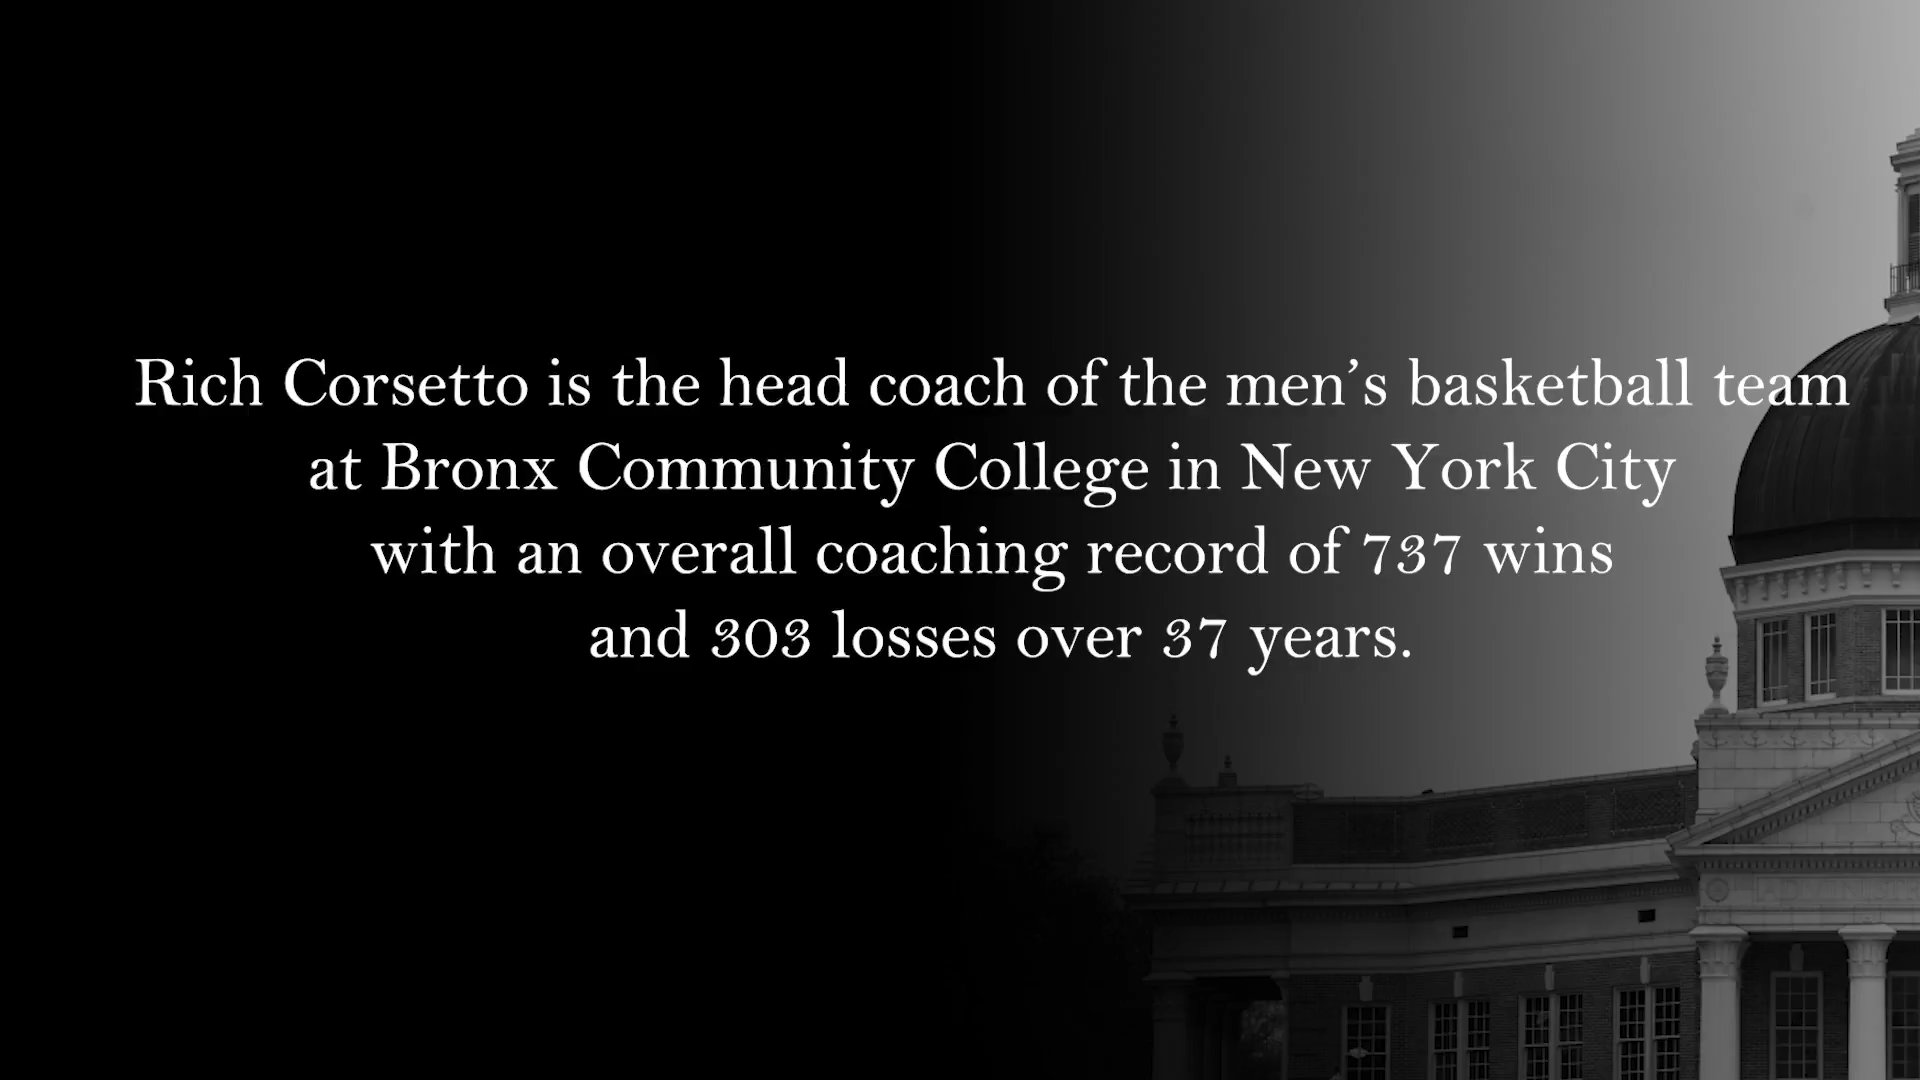 Rich Corsetto is the head coach of the men’s basketball team
at Bronx Community College in New York City
with an overall coaching record of 737 wins
and 303 losses over 37 years.